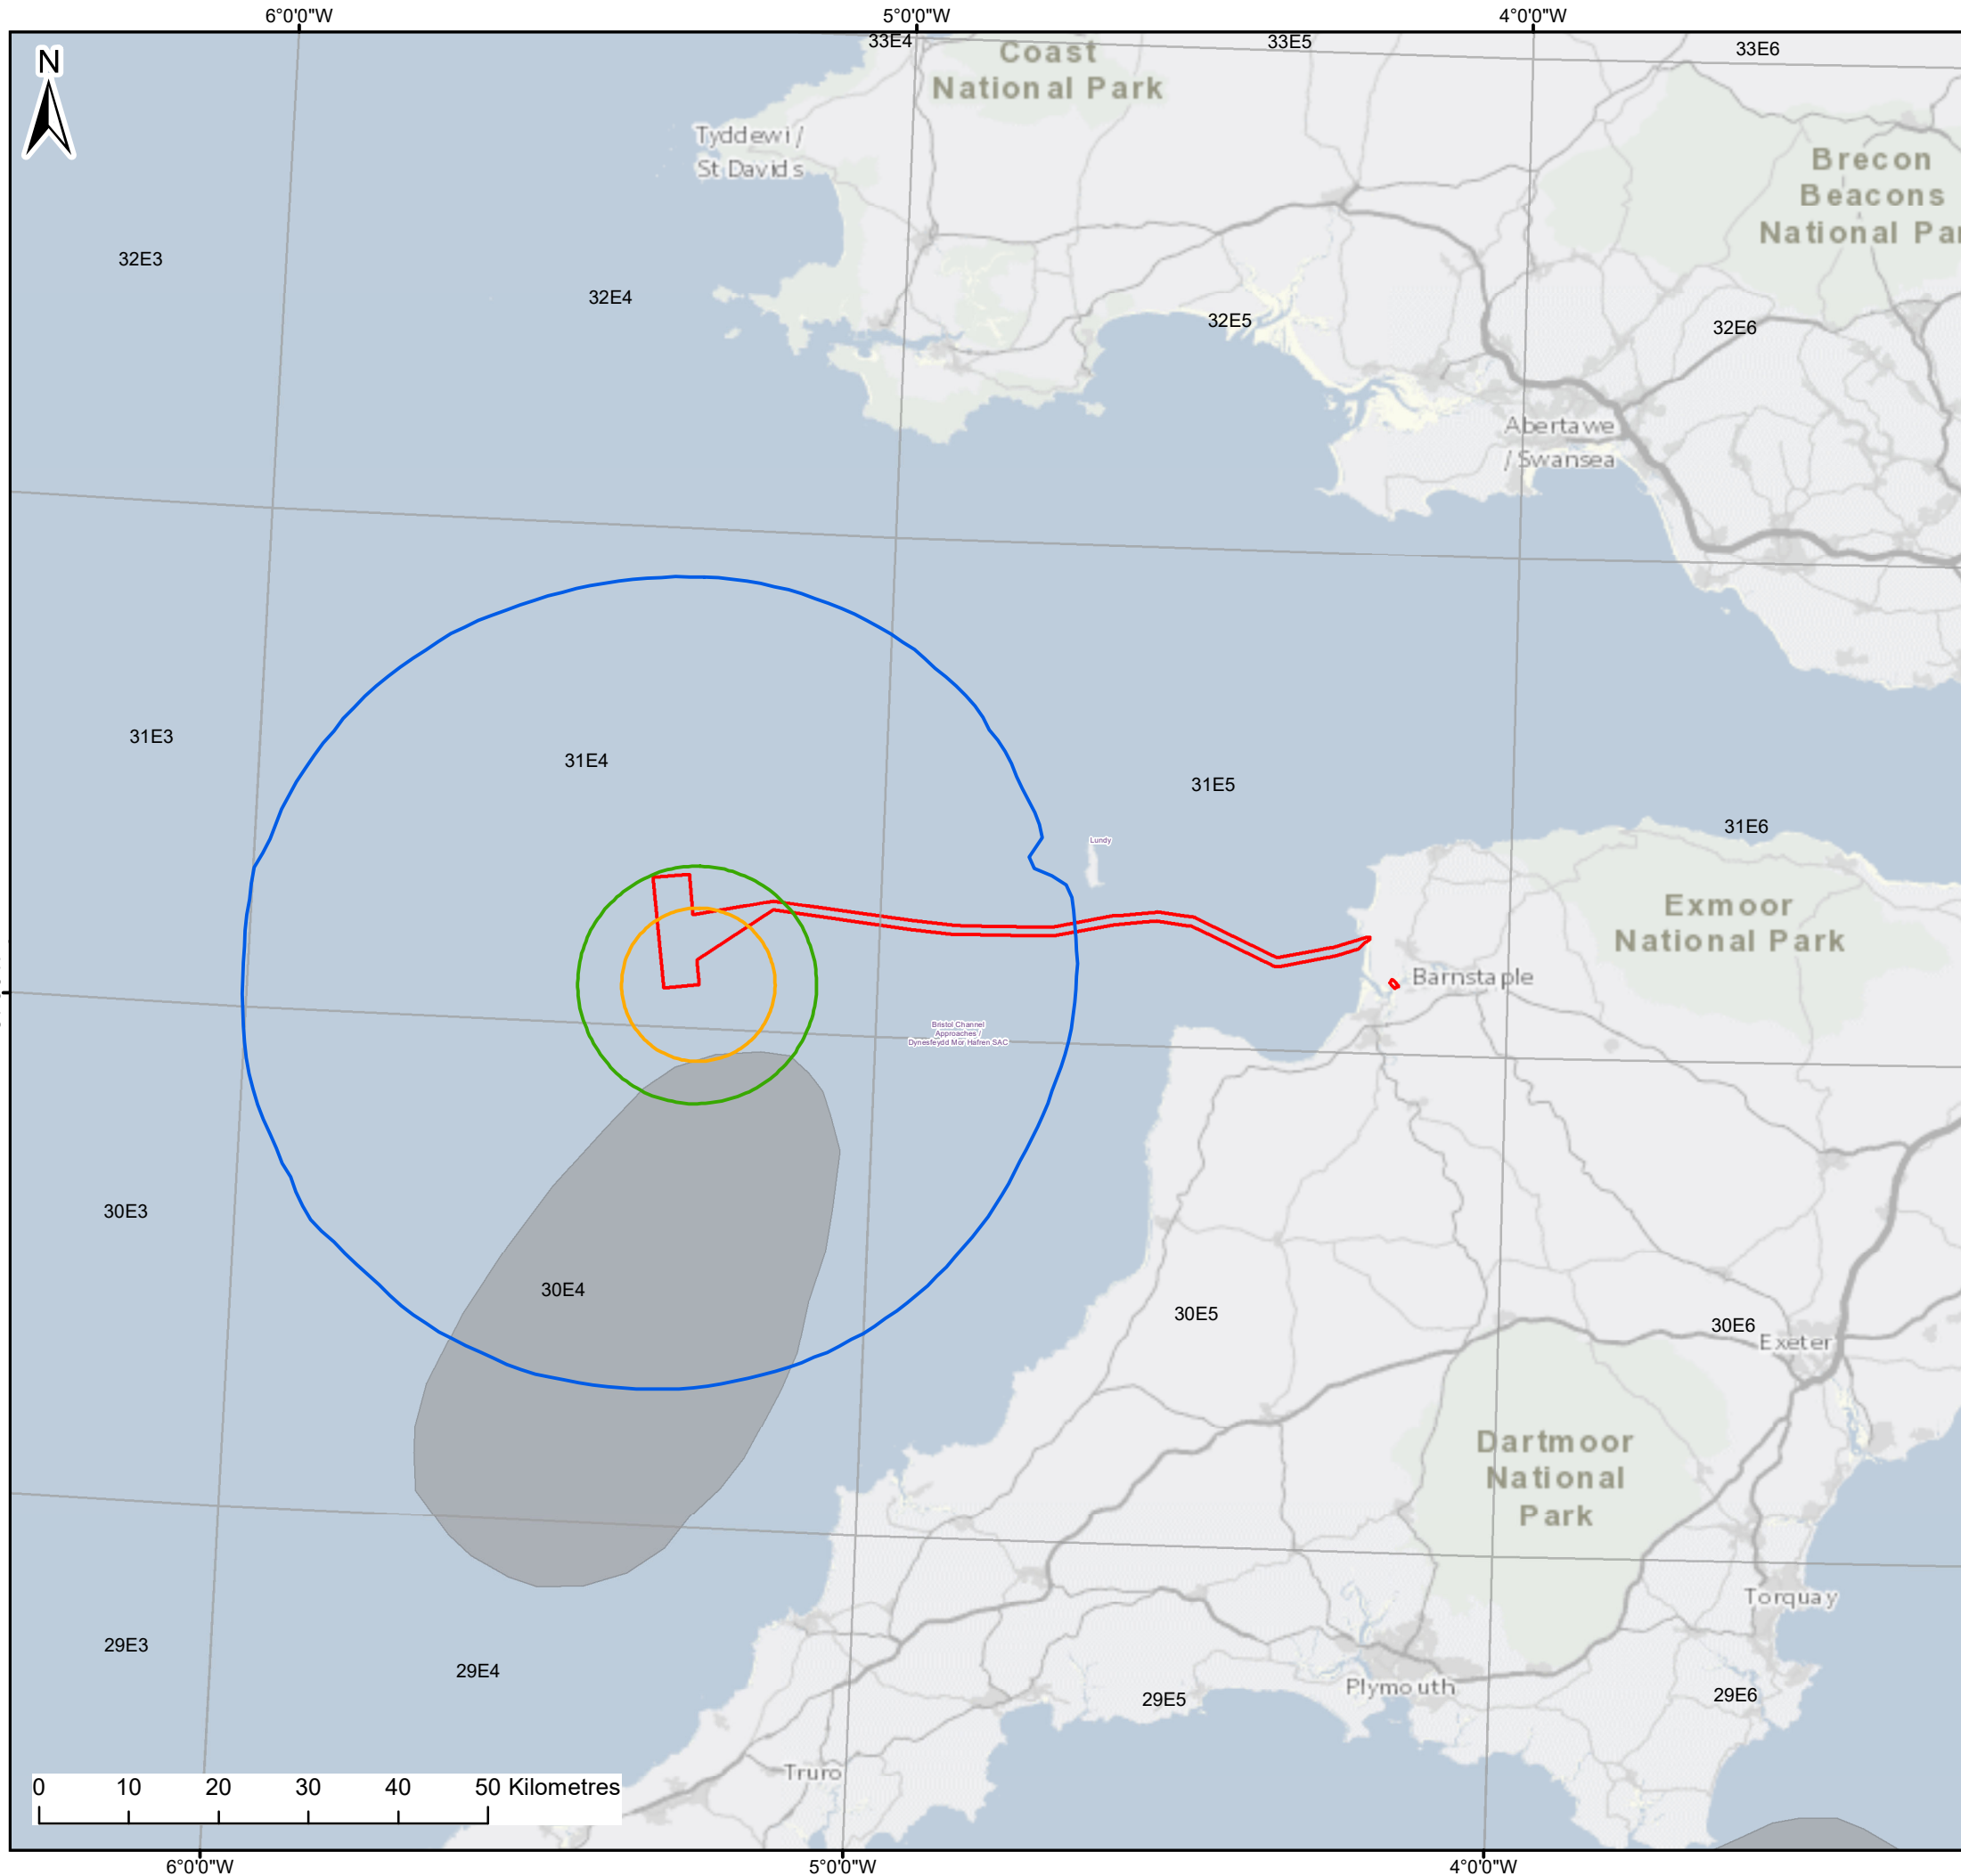 6°0'0"W
5°0'0"W
4°0'0"W
33E4
33E5
33E6
N
Coast
National Park
Tyddewi /
St Davids
Brecon
Beacons
National Par
32E3
32E4
32E5
32E6
Abertawe
/ Swansea
31E3
31E4
31E5
31E6
Lundy
Exmoor
National Park
Barnstaple
Bristol Channel
Approaches /
Dynesfeydd Môr Hafren SAC
30E3
30E4
30E5
30E6
Exeter
Dartmoor
National
Park
Torquay
29E3
29E4
29E5
29E6
Plymouth
Truro
0 10 20 30 40 50 Kilometres
6°0'0"W
5°0'0"W
4°0'0"W